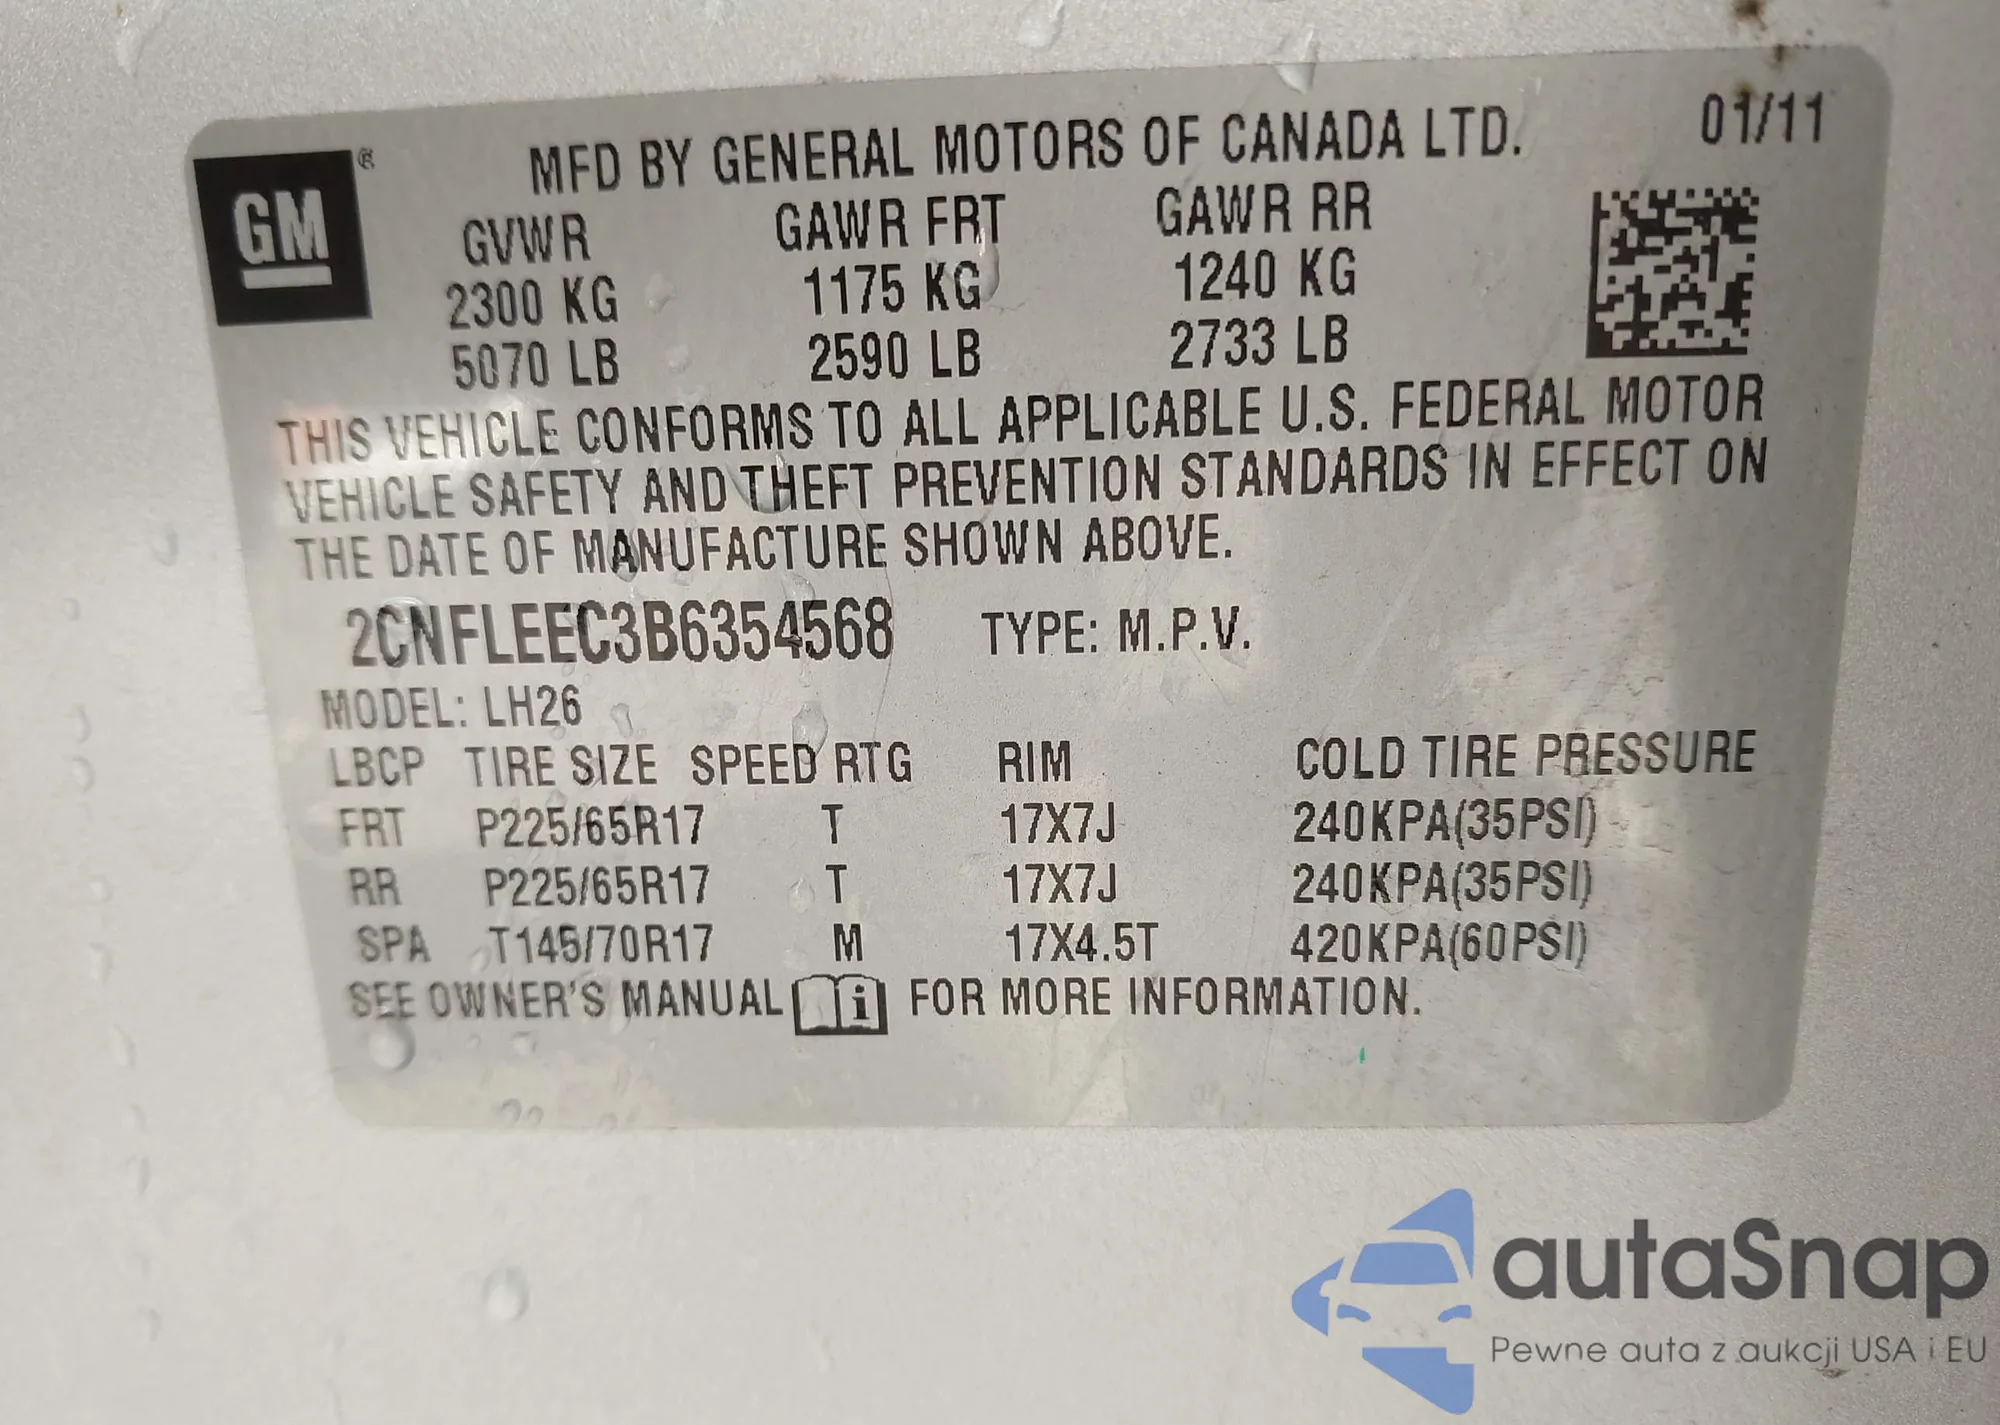 GM®
MFD BY GENERAL MOTORS OF CANADA LTD. 01/11
GVWR GAWR FRT GAWR RR
2300 KG 1175 KG 1240 KG
5070 LB 2590 LB 2733 LB
THIS VEHICLE CONFORMS TO ALL APPLICABLE U.S. FEDERAL MOTOR
VEHICLE SAFETY AND THEFT PREVENTION STANDARDS IN EFFECT ON
THE DATE OF MANUFACTURE SHOWN ABOVE.
2CNFLEEC3B6354568 TYPE: M.P.V.
MODEL: LH26
LBCP TIRE SIZE SPEED RTG RIM COLD TIRE PRESSURE
FRT P225/65R17 T 17X7J 240KPA(35PSI)
RR P225/65R17 T 17X7J 240KPA(35PSI)
SPA T145/70R17 M 17X4.5T 420KPA(60PSI)
SEE OWNER'S MANUAL i FOR MORE INFORMATION.
autaSnap
Pewne auta z aukcji USA i EU